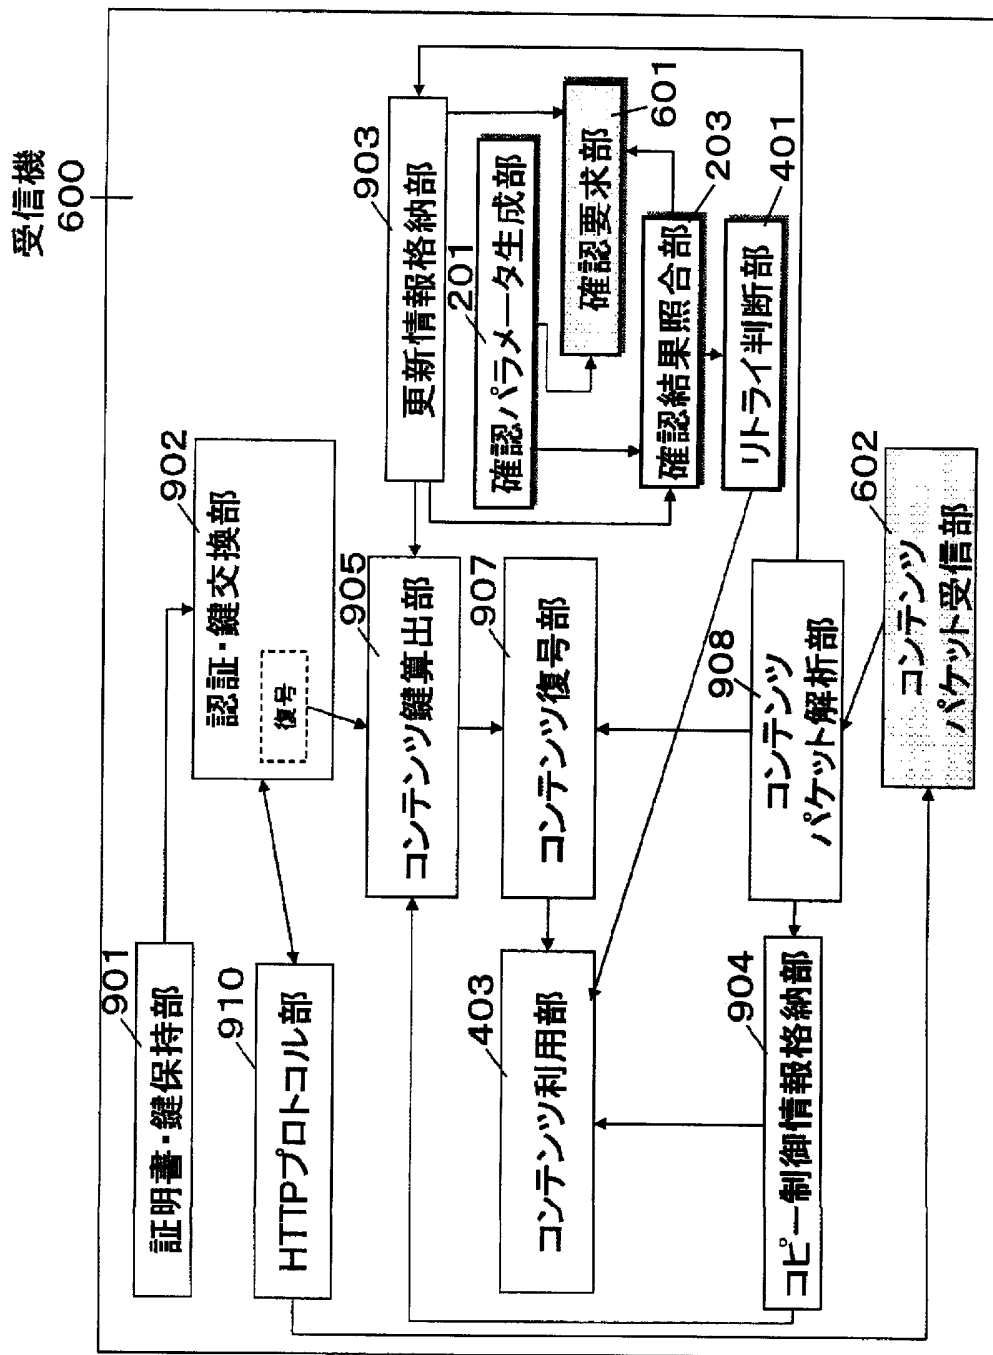 受信機
600
901
証明書・鍵保持部
902
認証・鍵交換部
復号
910
HTTPプロトコル部
903
更新情報格納部
905
コンテンツ鍵算出部
201
確認パラメータ生成部
601
確認要求部
907
コンテンツ復号部
403
コンテンツ利用部
203
確認結果照合部
401
リトライ判断部
908
コンテンツ
パケット解析部
904
コピー制御情報格納部
602
コンテンツ
パケット受信部